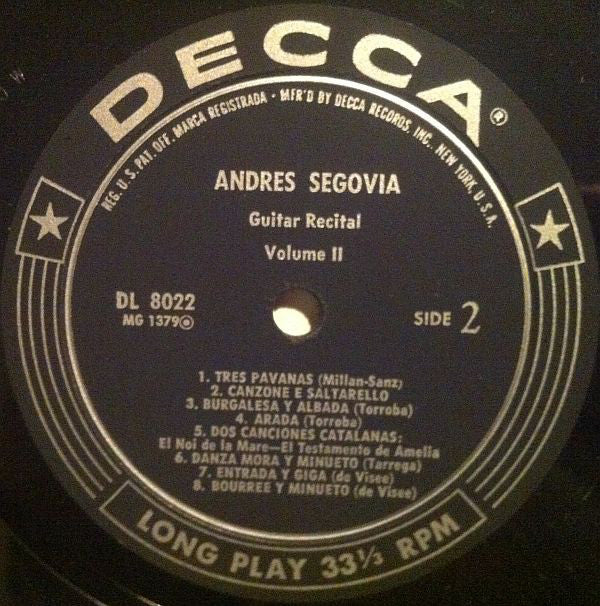 DECCA®
REG. U. S. PAT. OFF. MARCA REGISTRADA • MFR'D BY DECCA RECORDS, INC., NEW YORK, U.S.A.
ANDRES SEGOVIA
Guitar Recital
Volume II
DL 8022
MG 1379
SIDE 2
1. TRES PAVANAS (Millan-Sanz)
2. CANZONE E SALTARELLO
3. BURGALESA Y ALBADA (Torroba)
4. ARADA (Torroba)
5. DOS CANCIONES CATALANAS:
El Noi de la Mare—El Testamento de Amelia
6. DANZA MORA Y MINUETO (Tarrega)
7. ENTRADA Y GIGA (de Visee)
8. BOURREE Y MINUETO (de Visee)
LONG PLAY 33⅓ RPM